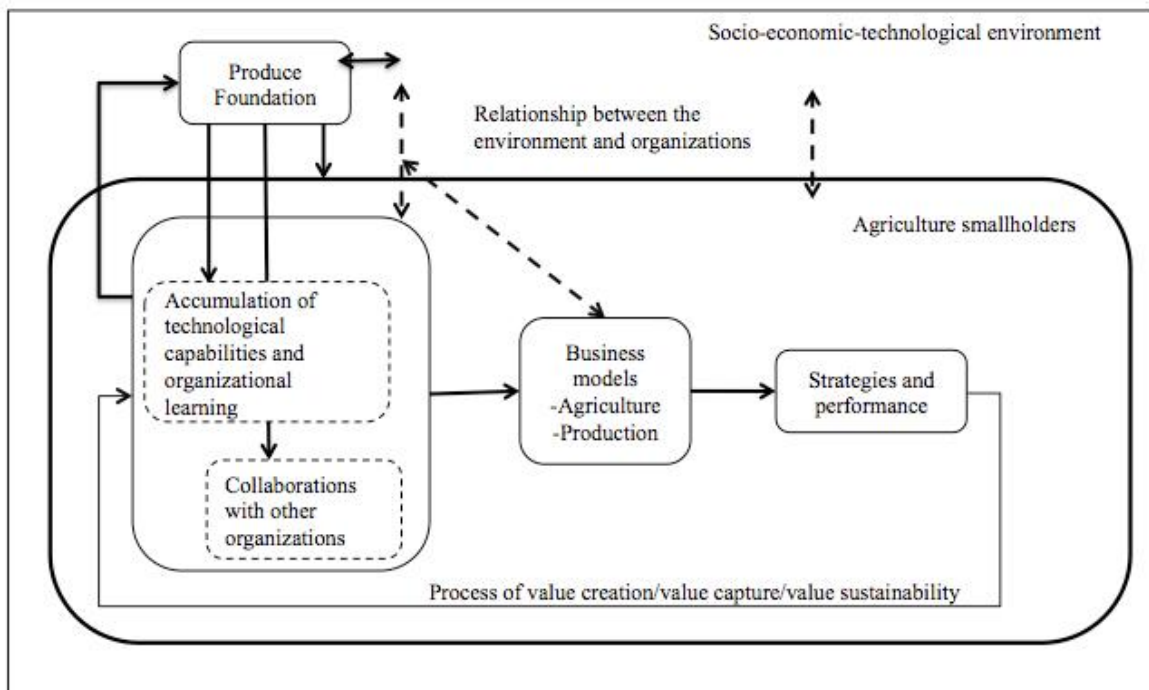 Socio-economic-technological environment
Produce
Foundation
Relationship between the
environment and organizations
Agriculture smallholders
Accumulation of
technological
capabilities and
organizational
learning
Business
models
-Agriculture
-Production
Strategies and
performance
Collaborations
with other
organizations
Process of value creation/value capture/value sustainability